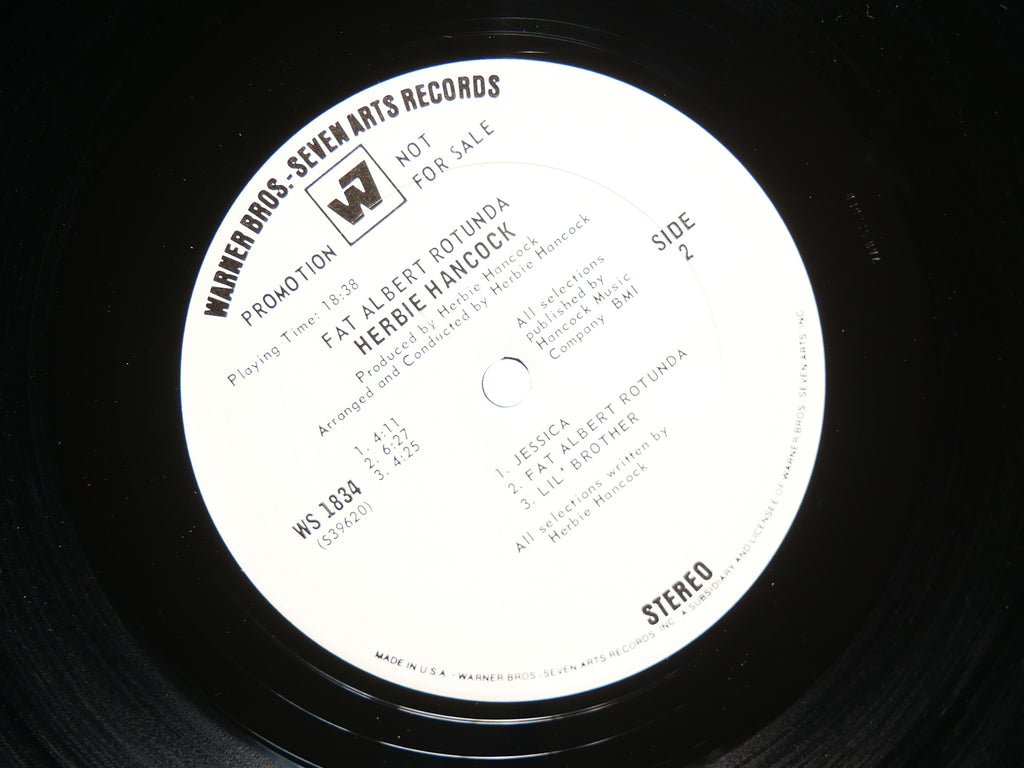 WARNER BROS.-SEVEN ARTS RECORDS
W
PROMOTION
NOT
FOR SALE
Playing Time: 18:38
FAT ALBERT ROTUNDA
HERBIE HANCOCK
Produced by Herbie Hancock
Arranged and Conducted by Herbie Hancock
SIDE
2
All selections
published by
Hancock Music
Company BMI
1. 4:11
2. 6:27
3. 4:25
WS 1834
(S39620)
1. JESSICA
2. FAT ALBERT ROTUNDA
3. LIL' BROTHER
All selections written by
Herbie Hancock
STEREO
MADE IN U.S.A. · WARNER BROS.-SEVEN ARTS RECORDS, INC. A SUBSIDIARY AND LICENSEE OF WARNER BROS.-SEVEN ARTS, INC.